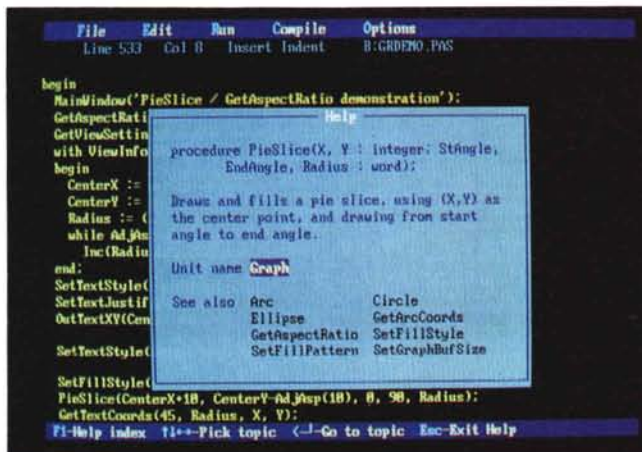 File Edit Run Compile Options
Line 533 Col 8 Insert Indent B:GRDEMO.PAS
begin
MainWindow('PieSlice / GetAspectRatio demonstration');
GetAspectRati
GetViewSettin
with ViewInfo
begin
CenterX :=
CenterY :=
Radius := (
while AdjAs
Inc(Radiu
end;
SetTextStyle(
SetTextJustif
OutTextXY(Cen
SetTextStyle(
SetFillStyle(
PieSlice(CenterX+10, CenterY-AdjAsp(10), 0, 90, Radius);
GetTextCoords(45, Radius, X, Y);
Help
procedure PieSlice(X, Y : integer; StAngle,
EndAngle, Radius : word);
Draws and fills a pie slice, using (X,Y) as
the center point, and drawing from start
angle to end angle.
Unit name Graph
See also Arc Circle
Ellipse GetArcCoords
GetAspectRatio SetFillStyle
SetFillPattern SetGraphBufSize
F1-Help index ↑↓←→-Pick topic <─┘-Go to topic Esc-Exit Help